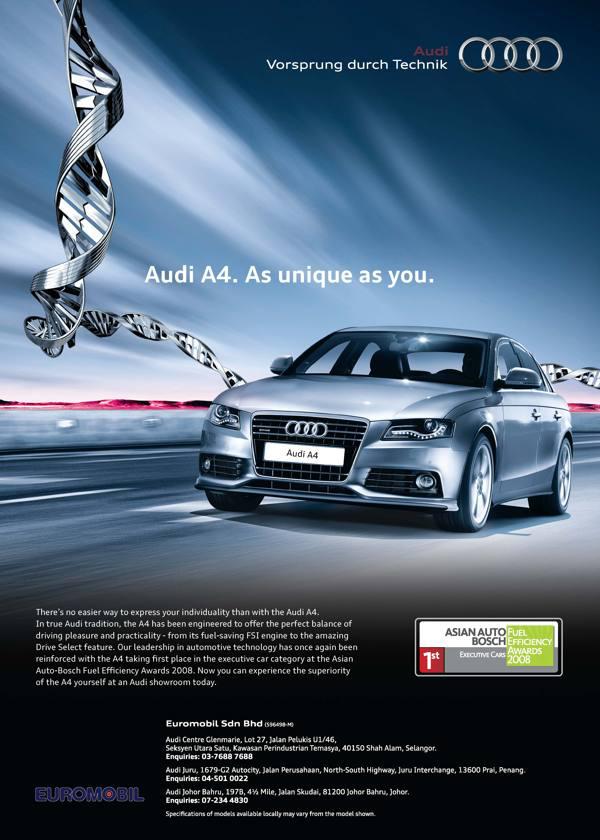 Audi
Vorsprung durch Technik
Audi A4. As unique as you.
Audi A4
There's no easier way to express your individuality than with the Audi A4.
In true Audi tradition, the A4 has been engineered to offer the perfect balance of
driving pleasure and practicality - from its fuel-saving FSI engine to the amazing
Drive Select feature. Our leadership in automotive technology has once again been
reinforced with the A4 taking first place in the executive car category at the Asian
Auto-Bosch Fuel Efficiency Awards 2008. Now you can experience the superiority
of the A4 yourself at an Audi showroom today.
ASIAN AUTO
BOSCH
FUEL
EFFICIENCY
AWARDS
2008
1st
EXECUTIVE CARS
Euromobil Sdn Bhd (596498-M)
Audi Centre Glenmarie, Lot 27, Jalan Pelukis U1/46,
Seksyen Utara Satu, Kawasan Perindustrian Temasya, 40150 Shah Alam, Selangor.
Enquiries: 03-7688 7688
Audi Juru, 1679-G2 Autocity, Jalan Perusahaan, North-South Highway, Juru Interchange, 13600 Prai, Penang.
Enquiries: 04-501 0022
Audi Johor Bahru, 197B, 4½ Mile, Jalan Skudai, 81200 Johor Bahru, Johor.
Enquiries: 07-234 4830
Specifications of models available locally may vary from the model shown.
EUROMOBIL